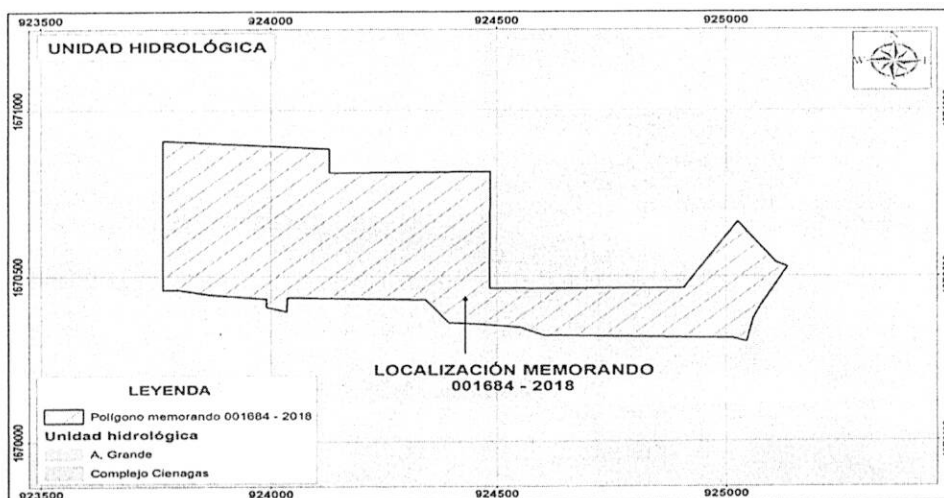 923500 924000 924500 925000
UNIDAD HIDROLÓGICA
N
W E
S
1671000
1670500
LOCALIZACIÓN MEMORANDO
001684 - 2018
LEYENDA
Polígono memorando 001684 - 2018
Unidad hidrológica
A, Grande
Complejo Cienagas
1670000
923500 924000 924500 925000